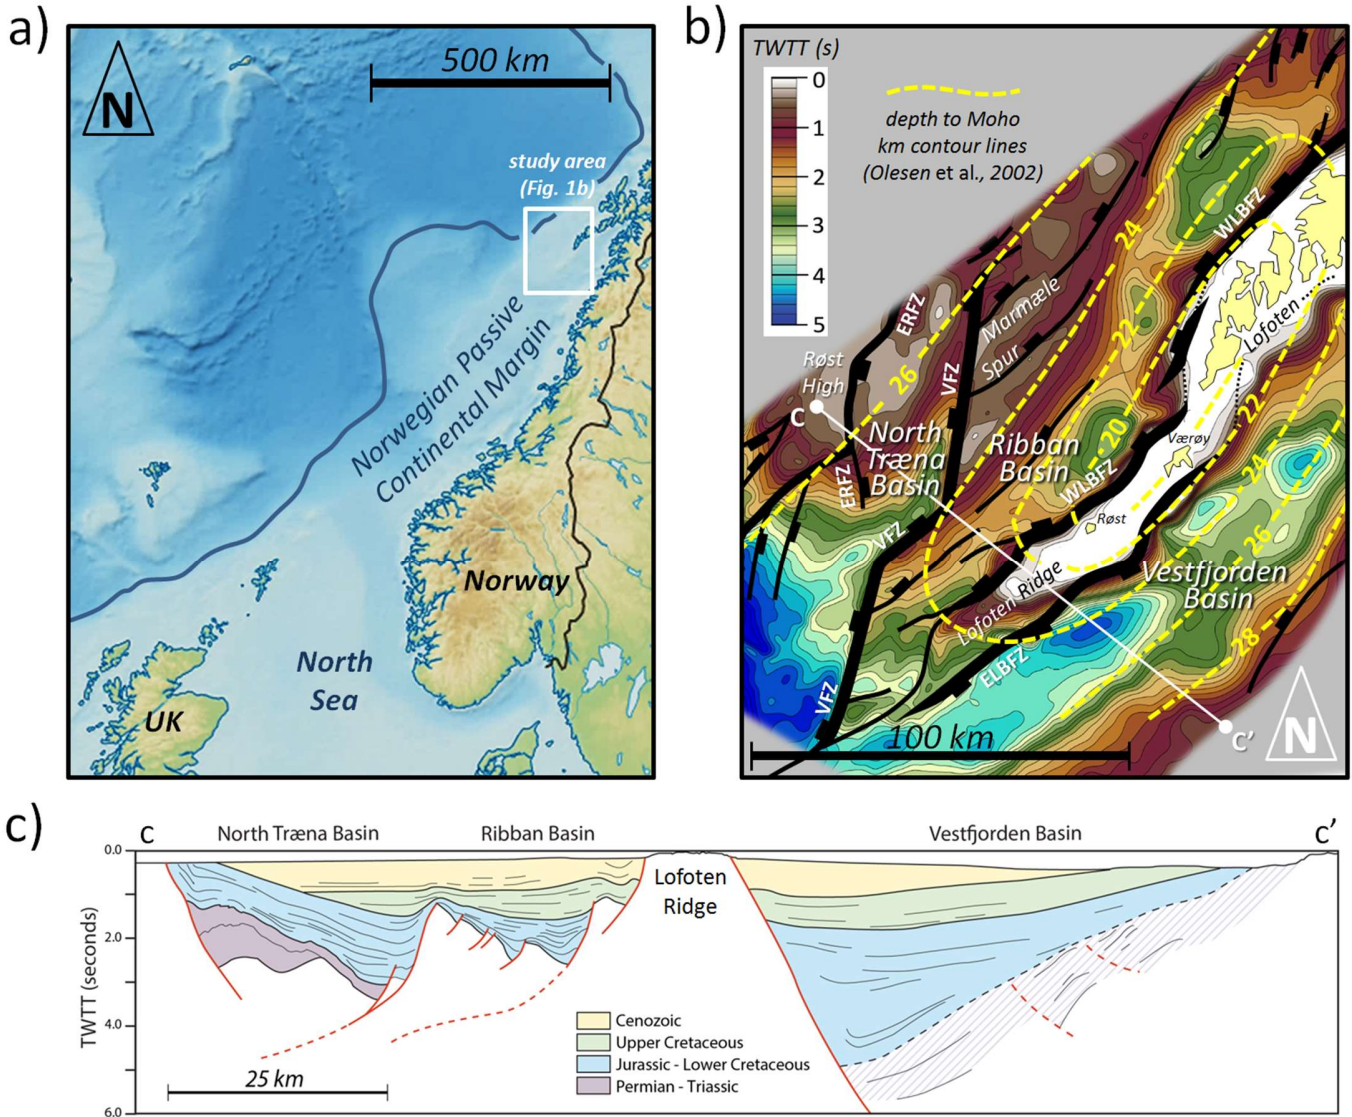 a)
N
500 km
study area
(Fig. 1b)
Norwegian Passive
Continental Margin
Norway
North
Sea
UK
b)
TWTT (s)
0
1
2
3
4
5
depth to Moho
km contour lines
(Olesen et al., 2002)
WLBFZ
24
ERFZ
Marmæle
Spur
22
Lofoten
Røst
High
26
VFZ
C
North
Træna
Basin
Ribban
Basin
20
22
Værøy
24
ERFZ
WLBFZ
Røst
VFZ
26
Vestfjorden
Basin
Lofoten Ridge
28
ELBFZ
VFZ
100 km
C'
N
c)
C
North Træna Basin
Ribban Basin
Vestfjorden Basin
C'
0.0
2.0
4.0
6.0
TWTT (seconds)
Lofoten
Ridge
Cenozoic
Upper Cretaceous
Jurassic - Lower Cretaceous
Permian - Triassic
25 km